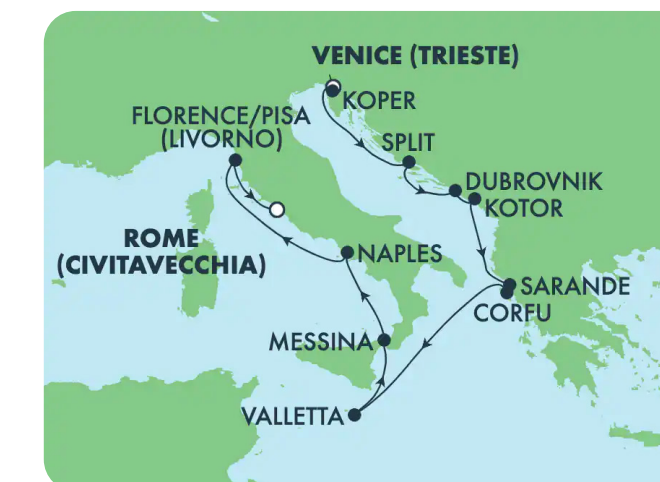 VENICE (TRIESTE)
KOPER
FLORENCE/PISA
(LIVORNO)
SPLIT
DUBROVNIK
KOTOR
ROME
(CIVITAVECCHIA)
NAPLES
SARANDE
CORFU
MESSINA
VALLETTA